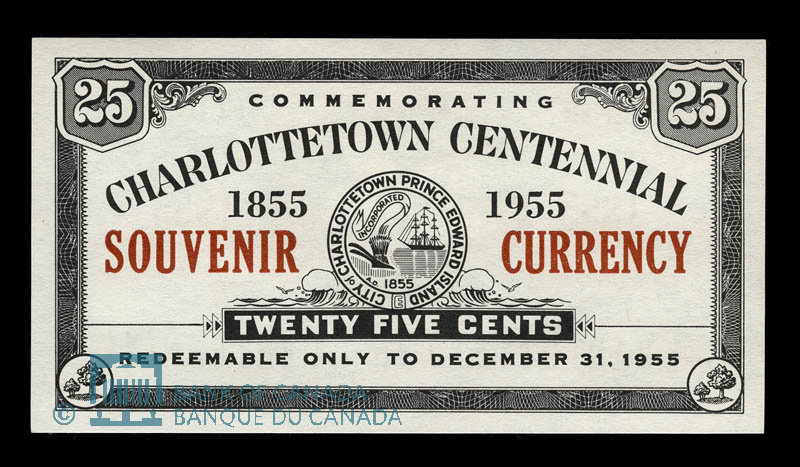 25 25
COMMEMORATING
CHARLOTTETOWN CENTENNIAL
1855 1955
SOUVENIR CURRENCY
CITY of CHARLOTTETOWN PRINCE EDWARD ISLAND
INCORPORATED
A.D. 1855
TWENTY FIVE CENTS
REDEEMABLE ONLY TO DECEMBER 31, 1955
© BANK OF CANADA
BANQUE DU CANADA